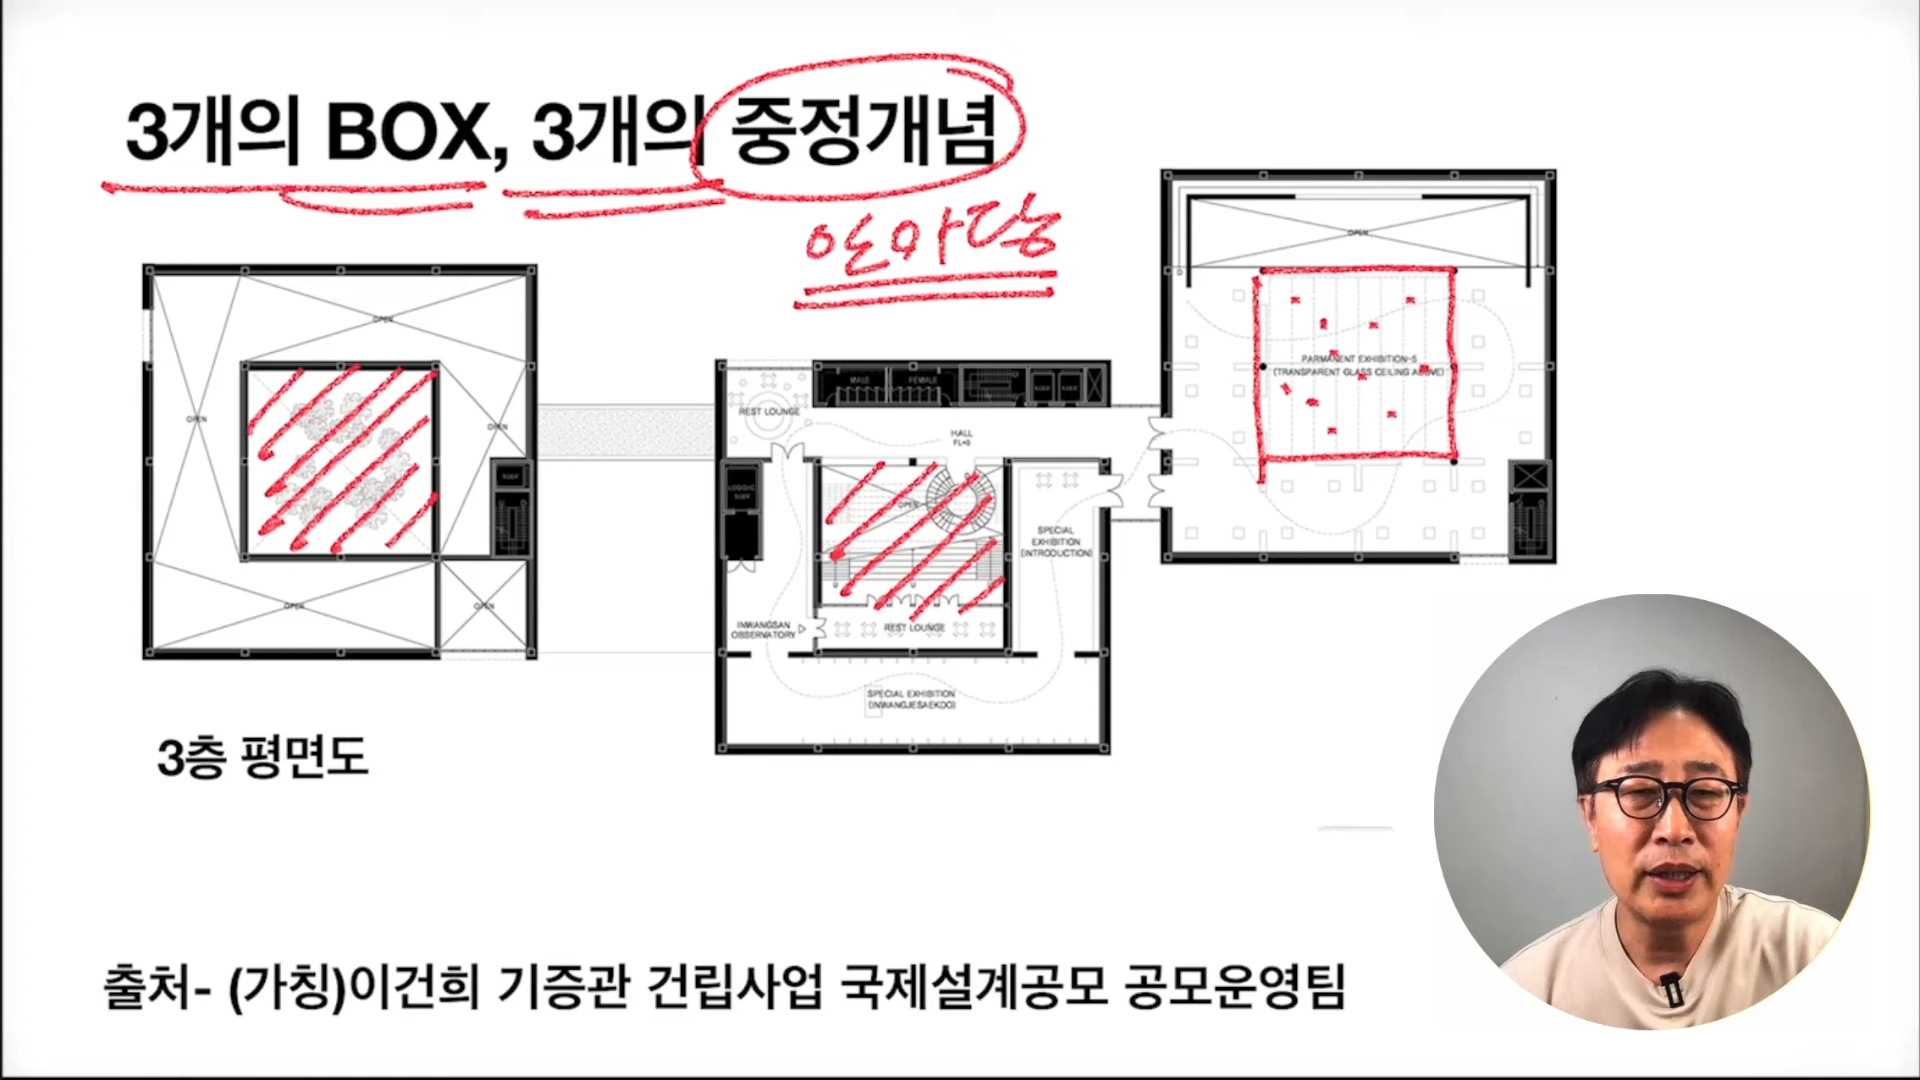 3개의 BOX, 3개의 중정개념
안마당
OPEN
OPEN
OPEN
OPEN
OPEN
OPEN
PARMANENT EXHIBITION-5
(TRANSPARENT GLASS CEILING ABOVE)
MALE
FEMALE
REST LOUNGE
HALL
FL+0
OPEN
SPECIAL
EXHIBITION
(INTRODUCTION)
INWANGSAN
OBSERVATORY
REST LOUNGE
SPECIAL EXHIBITION
(INWANGJESAEKDO)
3층 평면도
출처- (가칭)이건희 기증관 건립사업 국제설계공모 공모운영팀